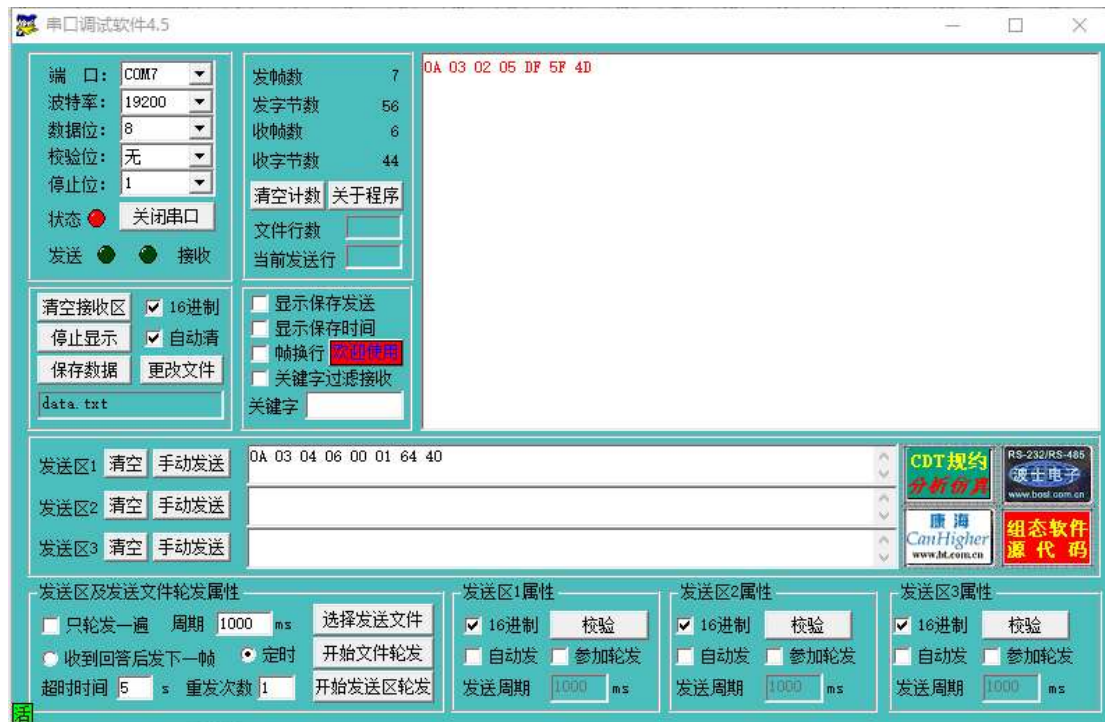 串口调试软件4.5
端 口: COM7
波特率: 19200
数据位: 8
校验位: 无
停止位: 1
状态 关闭串口
发送 接收
发帧数 7
发字节数 56
收帧数 6
收字节数 44
清空计数 关于程序
文件行数
当前发送行
0A 03 02 05 DF 5F 4D
清空接收区 16进制
停止显示 自动清
保存数据 更改文件
data.txt
显示保存发送
显示保存时间
帧换行 欢迎使用
关键字过滤接收
关键字
发送区1 清空 手动发送 0A 03 04 06 00 01 64 40
发送区2 清空 手动发送
发送区3 清空 手动发送
CDT规约
分析仿真
RS-232/RS-485
波士电子
www.bosi.com.cn
康海
CanHigher
www.ht.com.cn
组态软件
源代码
发送区及发送文件轮发属性
只轮发一遍 周期 1000 ms 选择发送文件
收到回答后发下一帧 定时 开始文件轮发
超时时间 5 s 重发次数 1 开始发送区轮发
发送区1属性
16进制 校验
自动发 参加轮发
发送周期 1000 ms
发送区2属性
16进制 校验
自动发 参加轮发
发送周期 1000 ms
发送区3属性
16进制 校验
自动发 参加轮发
发送周期 1000 ms
活